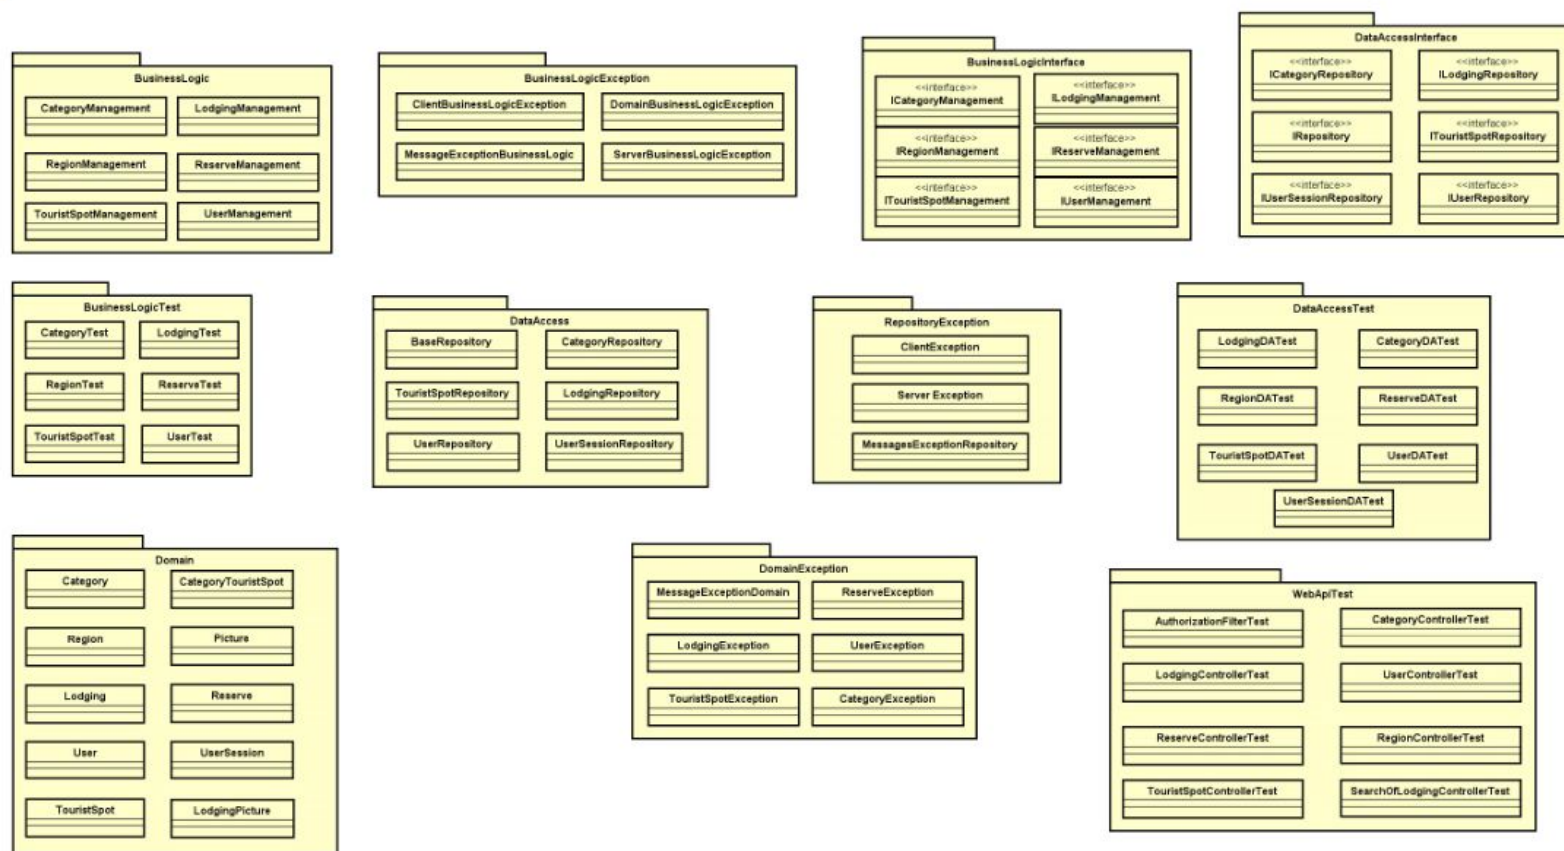 BusinessLogic
CategoryManagement
LodgingManagement
RegionManagement
ReserveManagement
TouristSpotManagement
UserManagement
BusinessLogicException
ClientBusinessLogicException
DomainBusinessLogicException
MessageExceptionBusinessLogic
ServerBusinessLogicException
BusinessLogicInterface
<<interface>>
ICategoryManagement
<<interface>>
ILodgingManagement
<<interface>>
IRegionManagement
<<interface>>
IReserveManagement
<<interface>>
ITouristSpotManagement
<<interface>>
IUserManagement
DataAccessInterface
<<interface>>
ICategoryRepository
<<interface>>
ILodgingRepository
<<interface>>
IRepository
<<interface>>
ITouristSpotRepository
<<interface>>
IUserSessionRepository
<<interface>>
IUserRepository
BusinessLogicTest
CategoryTest
LodgingTest
RegionTest
ReserveTest
TouristSpotTest
UserTest
DataAccess
BaseRepository
CategoryRepository
TouristSpotRepository
LodgingRepository
UserRepository
UserSessionRepository
RepositoryException
ClientException
Server Exception
MessagesExceptionRepository
DataAccessTest
LodgingDATest
CategoryDATest
RegionDATest
ReserveDATest
TouristSpotDATest
UserDATest
UserSessionDATest
Domain
Category
CategoryTouristSpot
Region
Picture
Lodging
Reserve
User
UserSession
TouristSpot
LodgingPicture
DomainException
MessageExceptionDomain
ReserveException
LodgingException
UserException
TouristSpotException
CategoryException
WebApiTest
AuthorizationFilterTest
CategoryControllerTest
LodgingControllerTest
UserControllerTest
ReserveControllerTest
RegionControllerTest
TouristSpotControllerTest
SearchOfLodgingControllerTest